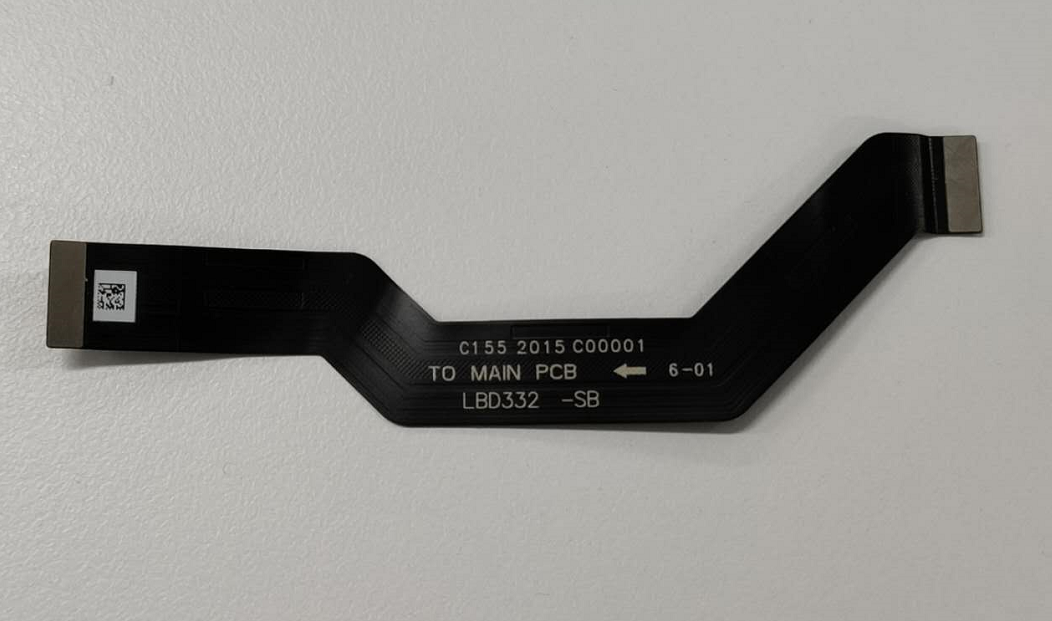 C155 2015 C00001
TO MAIN PCB ← 6-01
LBD332 -SB